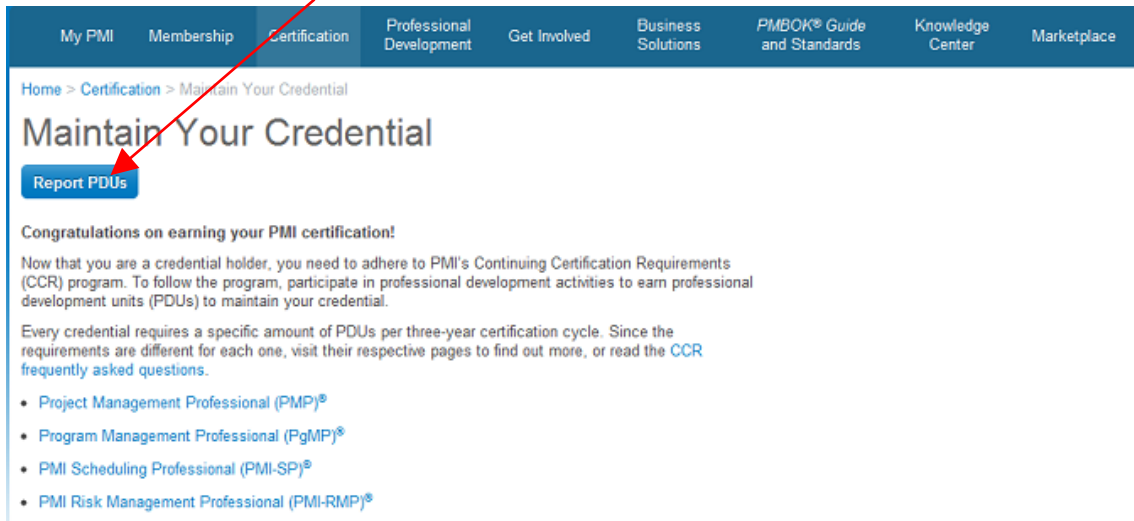 My PMI
Membership
Certification
Professional
Development
Get Involved
Business
Solutions
PMBOK® Guide
and Standards
Knowledge
Center
Marketplace
Home > Certification > Maintain Your Credential
Maintain Your Credential
Report PDUs
Congratulations on earning your PMI certification!
Now that you are a credential holder, you need to adhere to PMI's Continuing Certification Requirements
(CCR) program. To follow the program, participate in professional development activities to earn professional
development units (PDUs) to maintain your credential.
Every credential requires a specific amount of PDUs per three-year certification cycle. Since the
requirements are different for each one, visit their respective pages to find out more, or read the CCR
frequently asked questions.
• Project Management Professional (PMP)®
• Program Management Professional (PgMP)®
• PMI Scheduling Professional (PMI-SP)®
• PMI Risk Management Professional (PMI-RMP)®